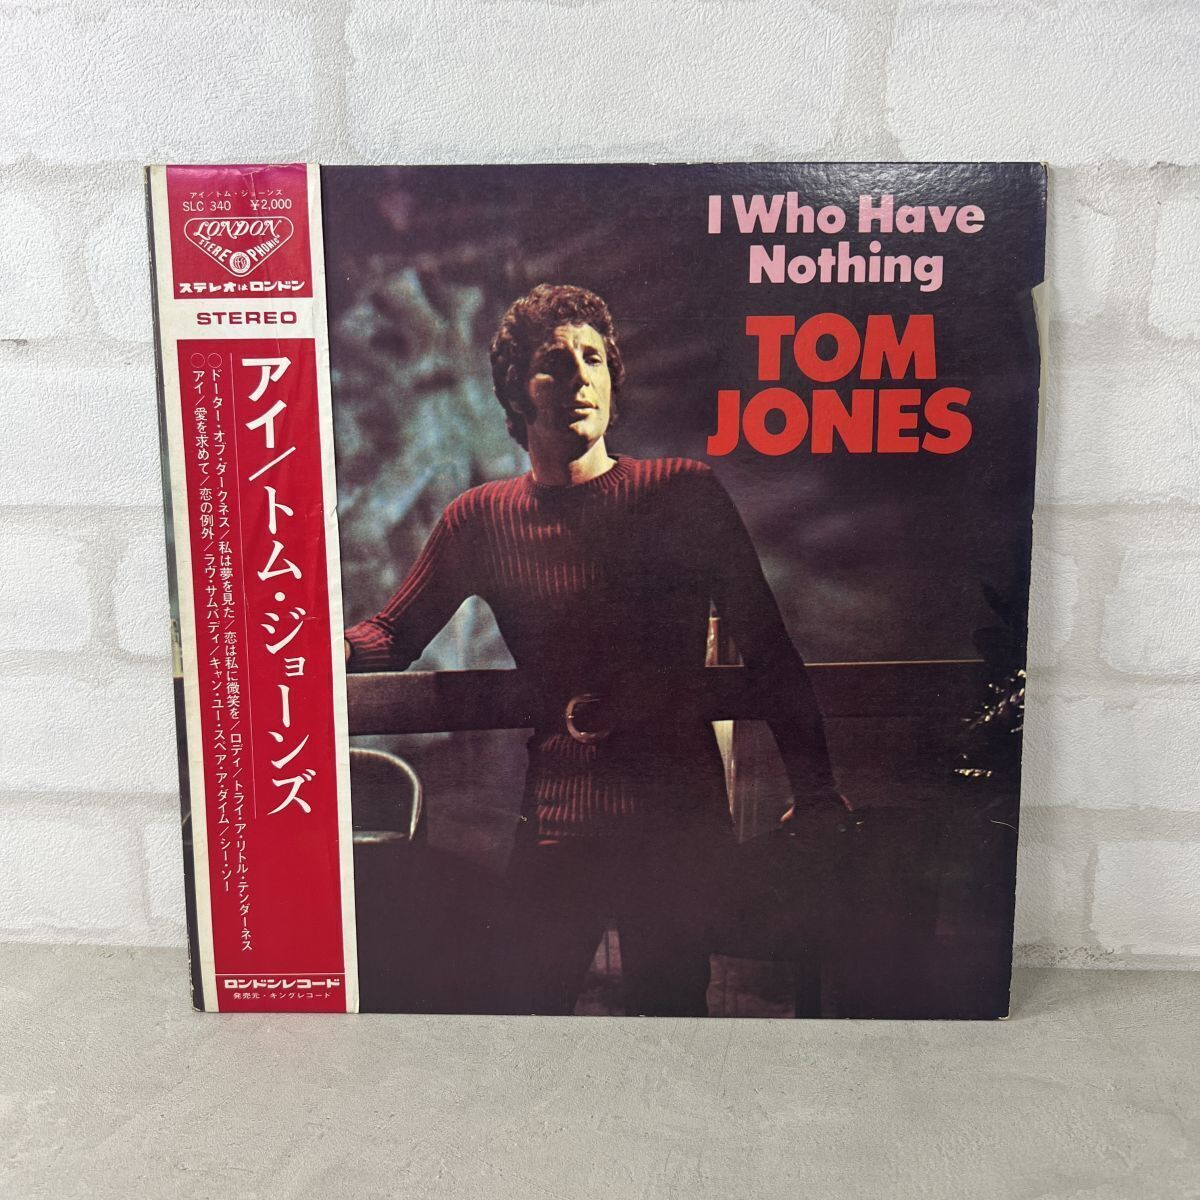 アイ/トム・ジョーンズ
SLC 340 ¥2,000
LONDON
STEREOPHONIC
ステレオはロンドン
STEREO
アイ/トム・ジョーンズ
○ドーター・オブ・ダークネス/私は夢を見た/恋は私に微笑を/ロディ/トライ・ア・リトル・テンダーネス
○アイ/愛を求めて/恋の例外/ラヴ・サムバディ/キャン・ユー・スペア・ア・ダイム/シー・ソー
ロンドンレコード
発売元・キングレコード
I Who Have
Nothing
TOM
JONES